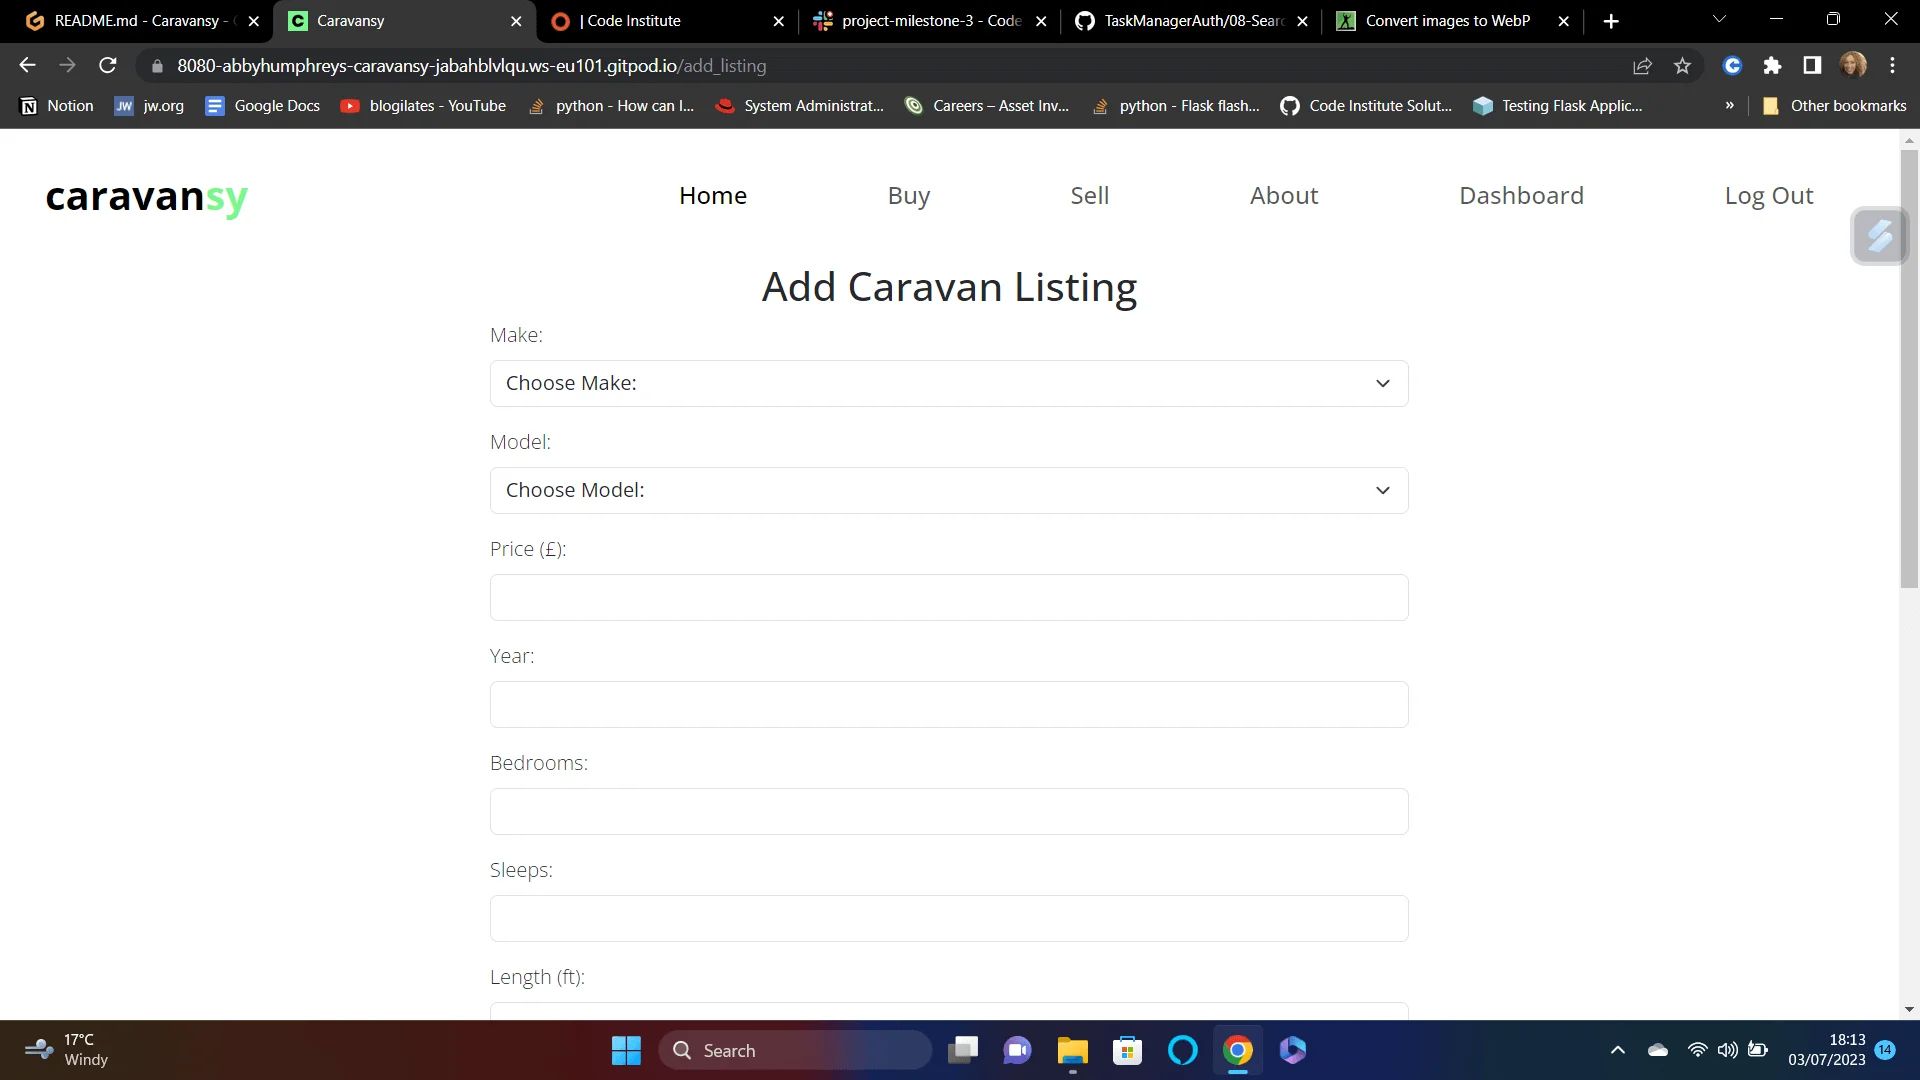 README.md - Caravansy -
Caravansy
| Code Institute
project-milestone-3 - Code
TaskManagerAuth/08-Sear
Convert images to WebP
8080-abbyhumphreys-caravansy-jabahblvlqu.ws-eu101.gitpod.io/add_listing
Notion
jw.org
Google Docs
blogilates - YouTube
python - How can I...
System Administrat...
Careers – Asset Inv...
python - Flask flash...
Code Institute Solut...
Testing Flask Applic...
»
Other bookmarks
caravansy
Home
Buy
Sell
About
Dashboard
Log Out
Add Caravan Listing
Make:
Choose Make:
Model:
Choose Model:
Price (£):
Year:
Bedrooms:
Sleeps:
Length (ft):
17°C
Windy
Search
18:13
03/07/2023
14